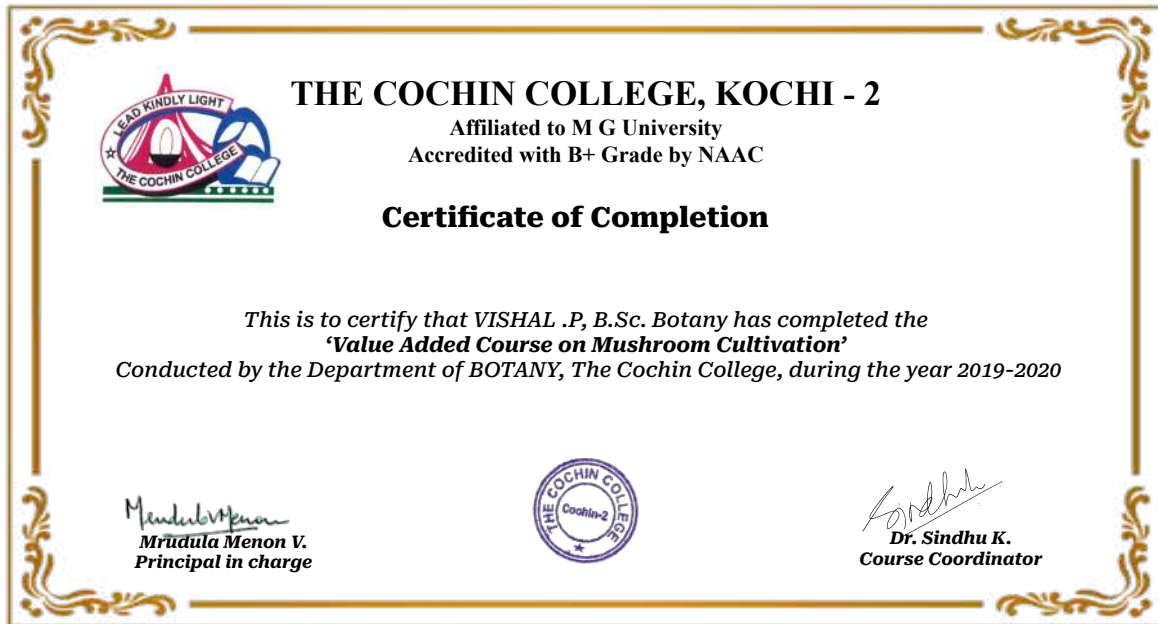 LEAD KINDLY LIGHT
THE COCHIN COLLEGE
THE COCHIN COLLEGE, KOCHI - 2
Affiliated to M G University
Accredited with B+ Grade by NAAC
Certificate of Completion
This is to certify that VISHAL .P, B.Sc. Botany has completed the
‘Value Added Course on Mushroom Cultivation’
Conducted by the Department of BOTANY, The Cochin College, during the year 2019-2020
THE COCHIN COLLEGE
Cochin-2
Sindhu
Mrudula Menon V.
Principal in charge
Dr. Sindhu K.
Course Coordinator